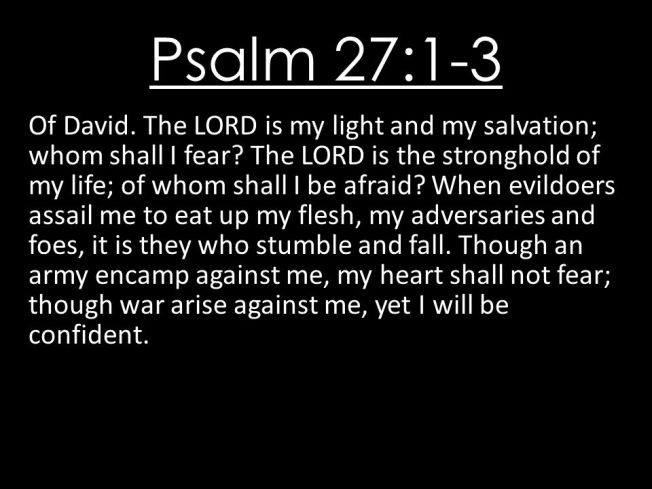 Psalm 27:1-3
Of David. The LORD is my light and my salvation;
whom shall I fear? The LORD is the stronghold of
my life; of whom shall I be afraid? When evildoers
assail me to eat up my flesh, my adversaries and
foes, it is they who stumble and fall. Though an
army encamp against me, my heart shall not fear;
though war arise against me, yet I will be
confident.